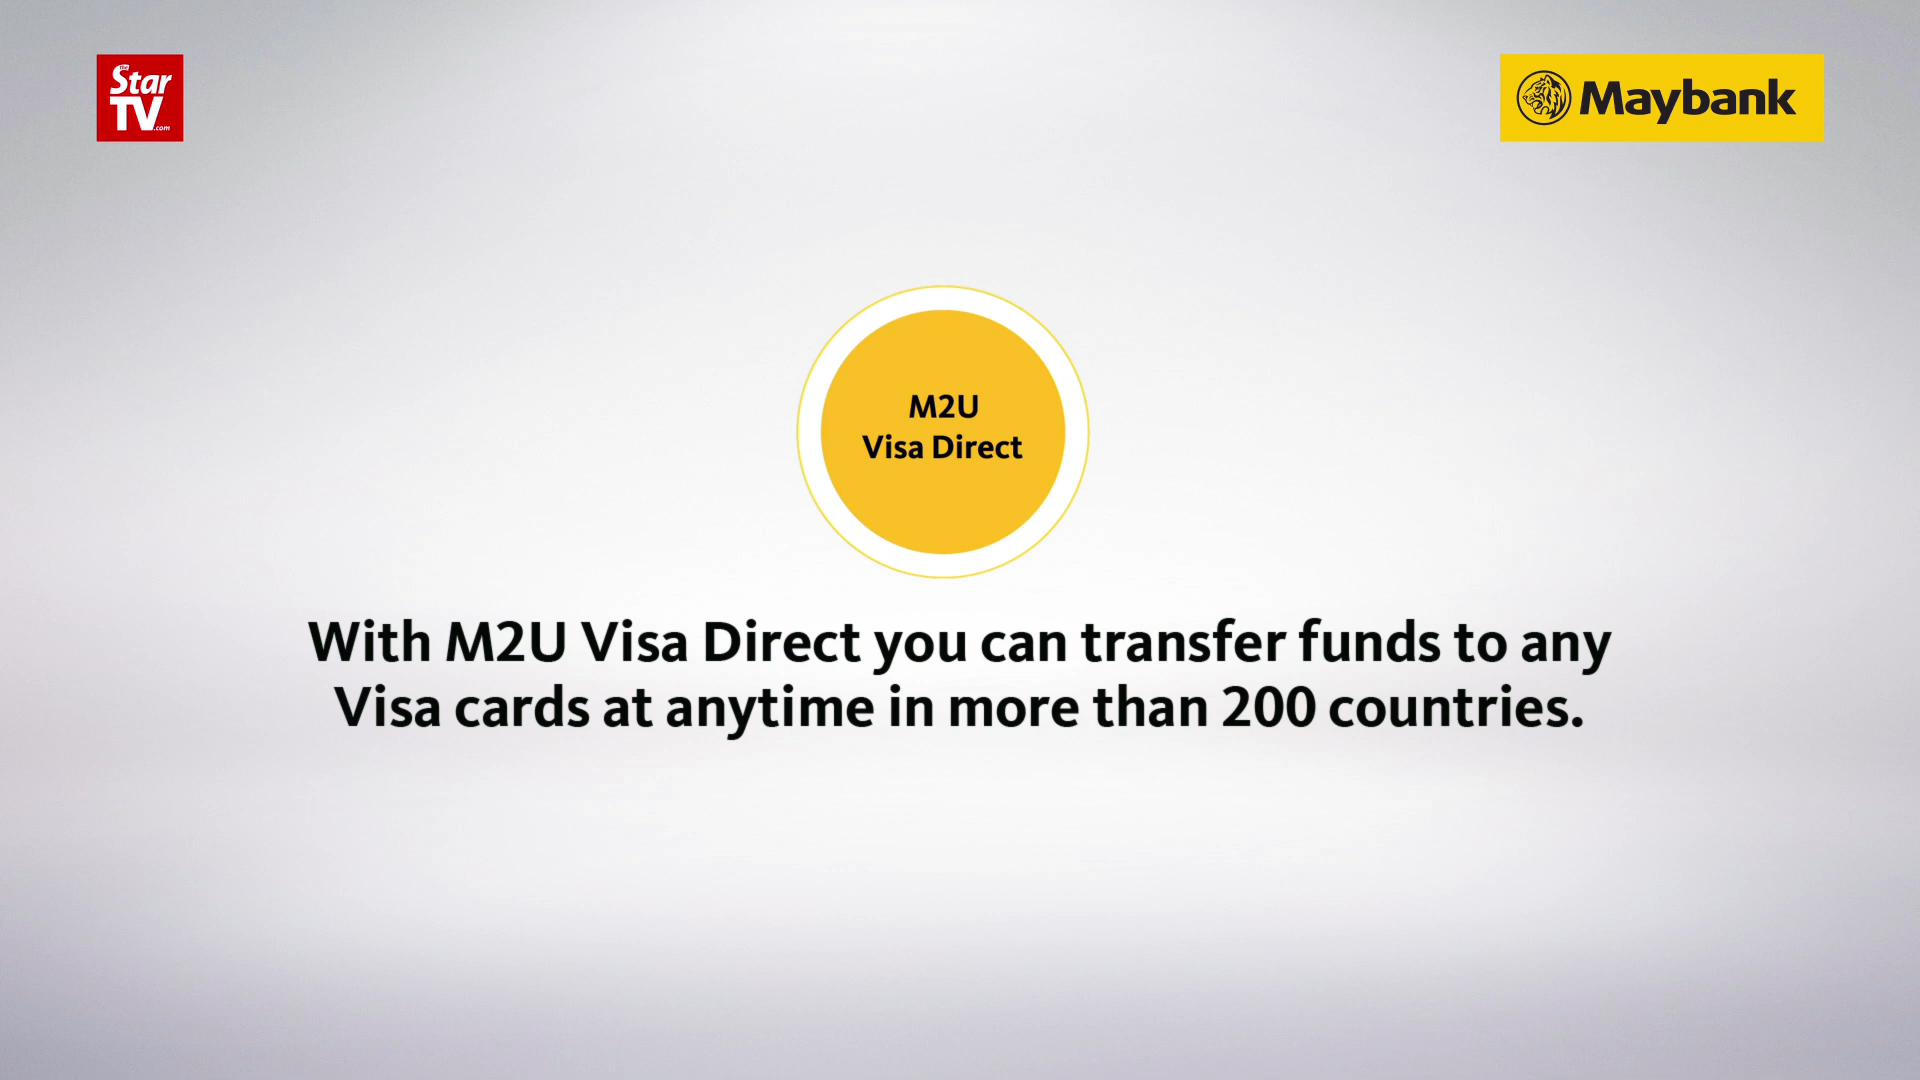 the
Star
TV
.com
Maybank
M2U
Visa Direct
With M2U Visa Direct you can transfer funds to any
Visa cards at anytime in more than 200 countries.